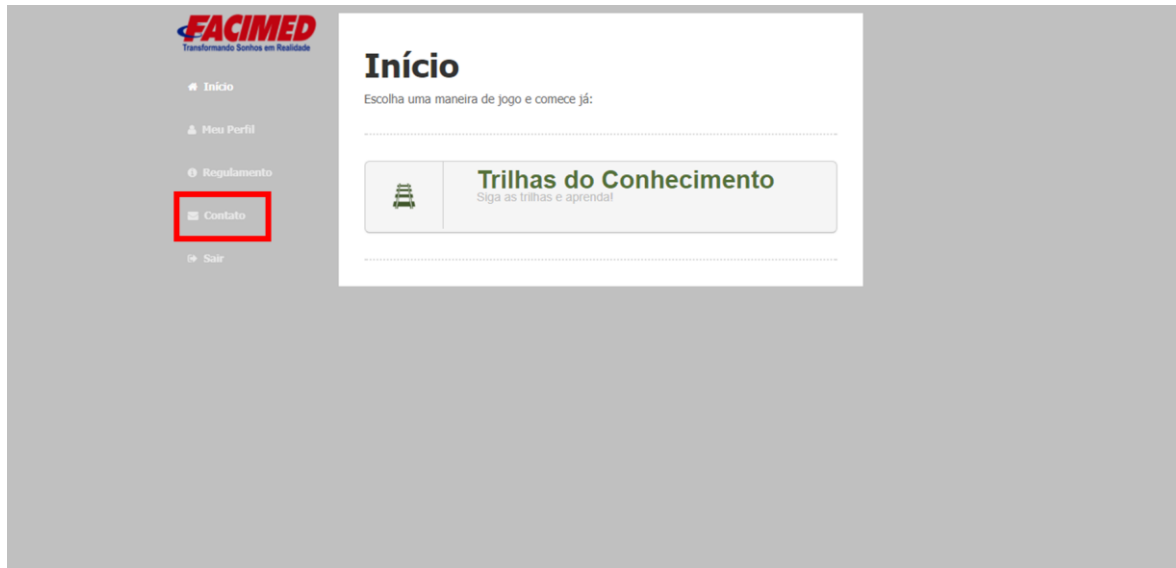 FACIMED
Transformando Sonhos em Realidade
Início
Meu Perfil
Regulamento
Contato
Sair
Início
Escolha uma maneira de jogo e comece já:
Trilhas do Conhecimento
Siga as trilhas e aprenda!